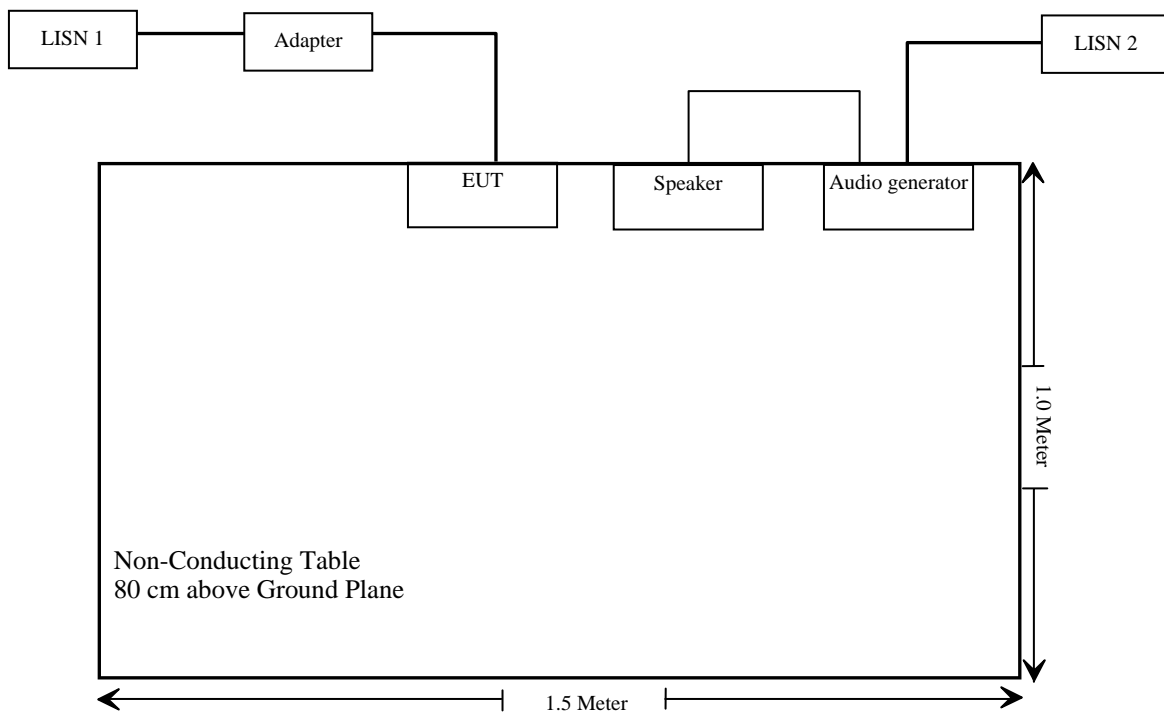 LISN 1
Adapter
LISN 2
EUT
Speaker
Audio generator
1.0 Meter
Non-Conducting Table
80 cm above Ground Plane
1.5 Meter